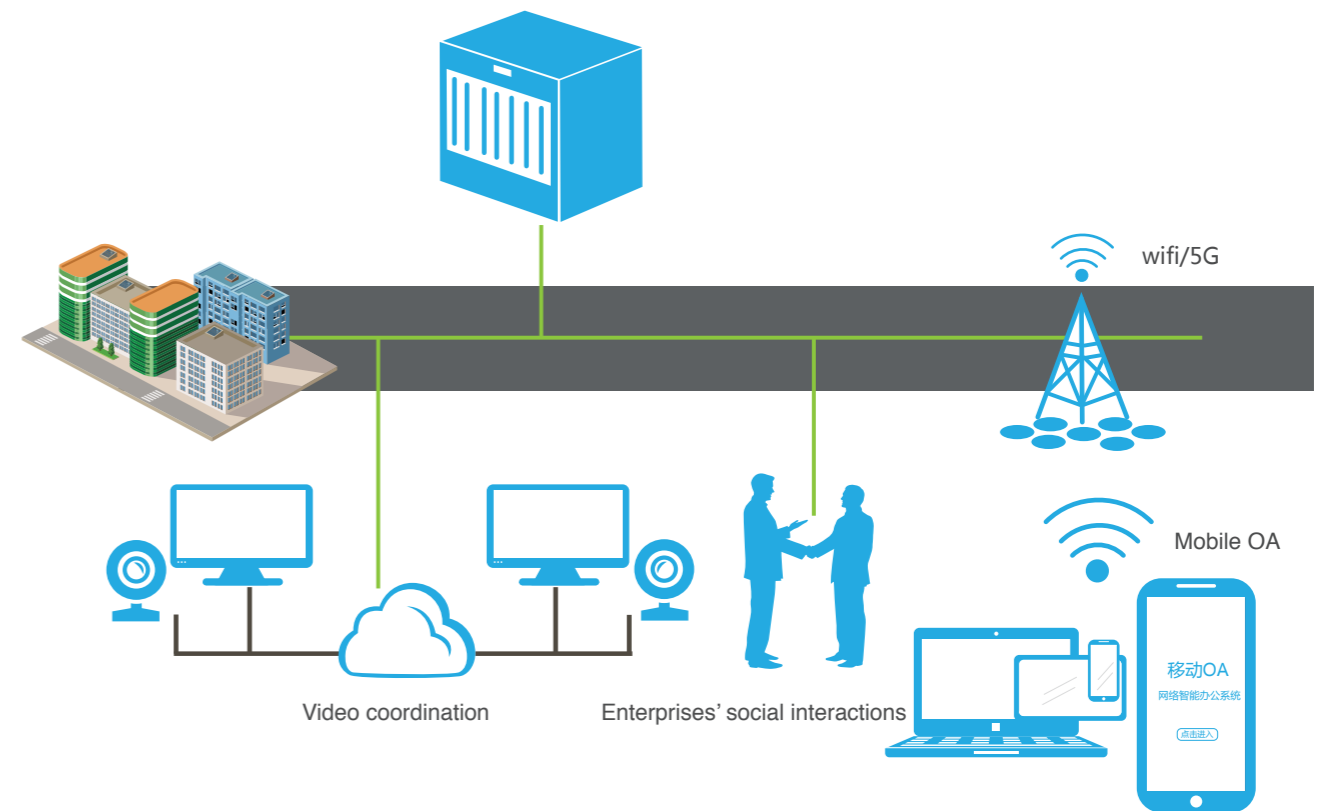 wifi/5G
Mobile OA
移动OA
网络智能办公系统
点击进入
Video coordination
Enterprises’ social interactions